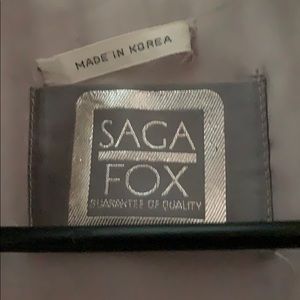 MADE IN KOREA
SAGA
FOX
GUARANTEE OF QUALITY